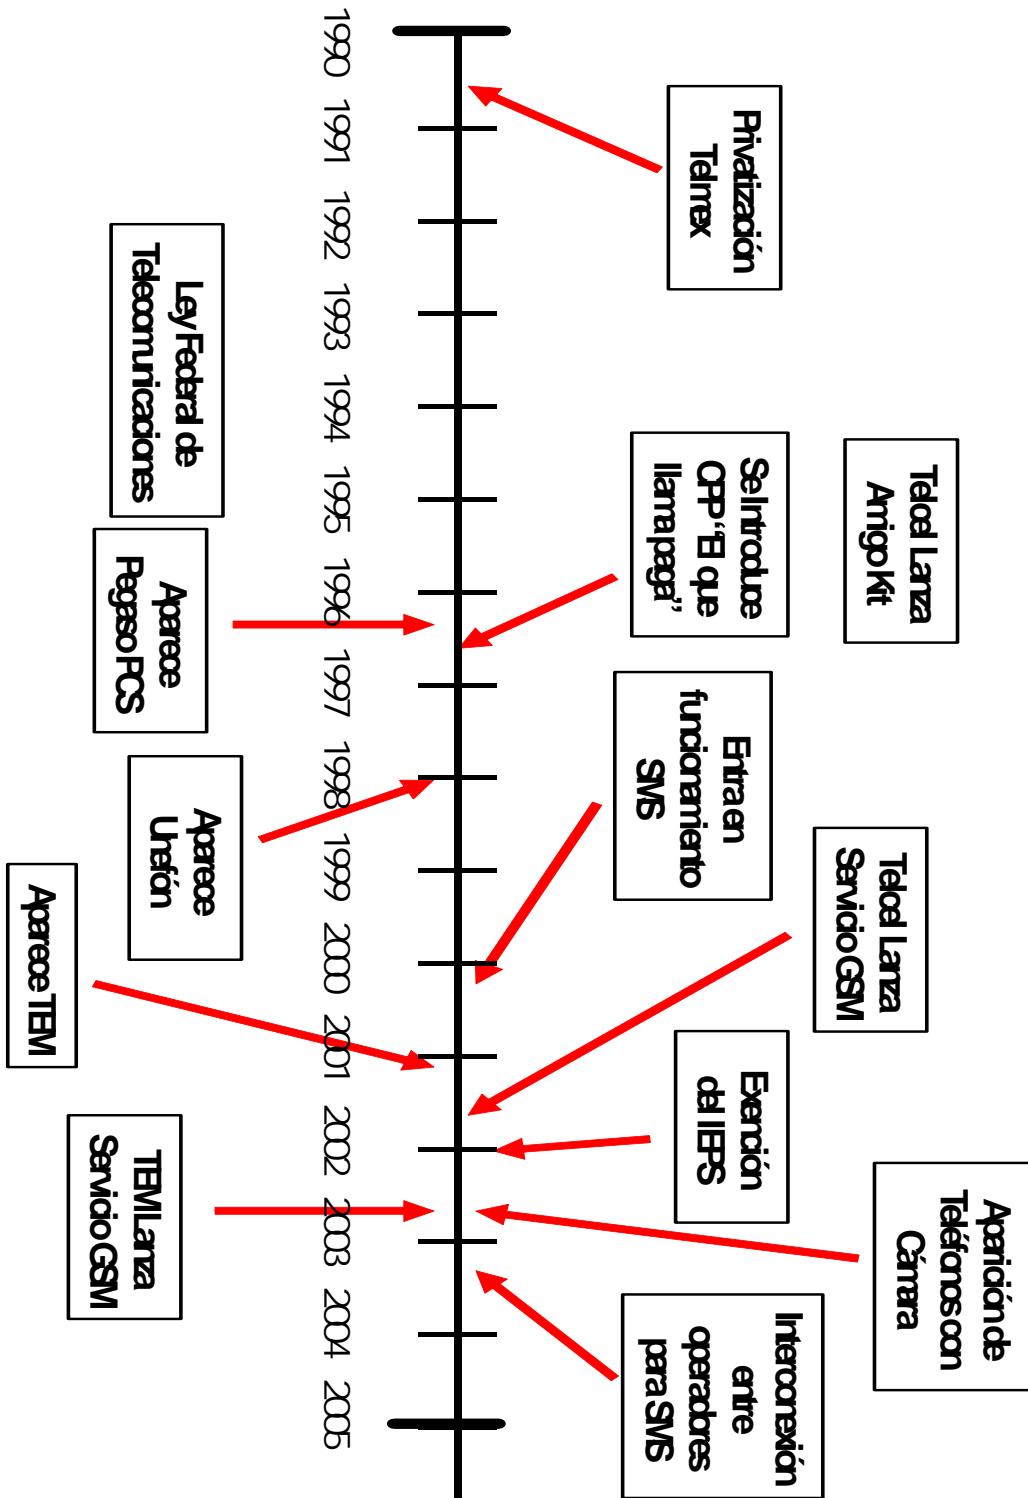 Privatización
Telmex
Telcel Lanza
Amigo Kit
Se Introduce
CPP “El que
llama paga”
Entra en
funcionamiento
SMS
Telcel Lanza
Servicio GSM
Exención
del IEPS
Aparición de
Teléfonos con
Cámara
Interconexión
entre
operadores
para SMS
1990 1991 1992 1993 1994 1995 1996 1997 1998 1999 2000 2001 2002 2003 2004 2005
Ley Federal de
Telecomunicaciones
Aparece
Pegaso PCS
Aparece
Unefón
Aparece TEM
TEM Lanza
Servicio GSM